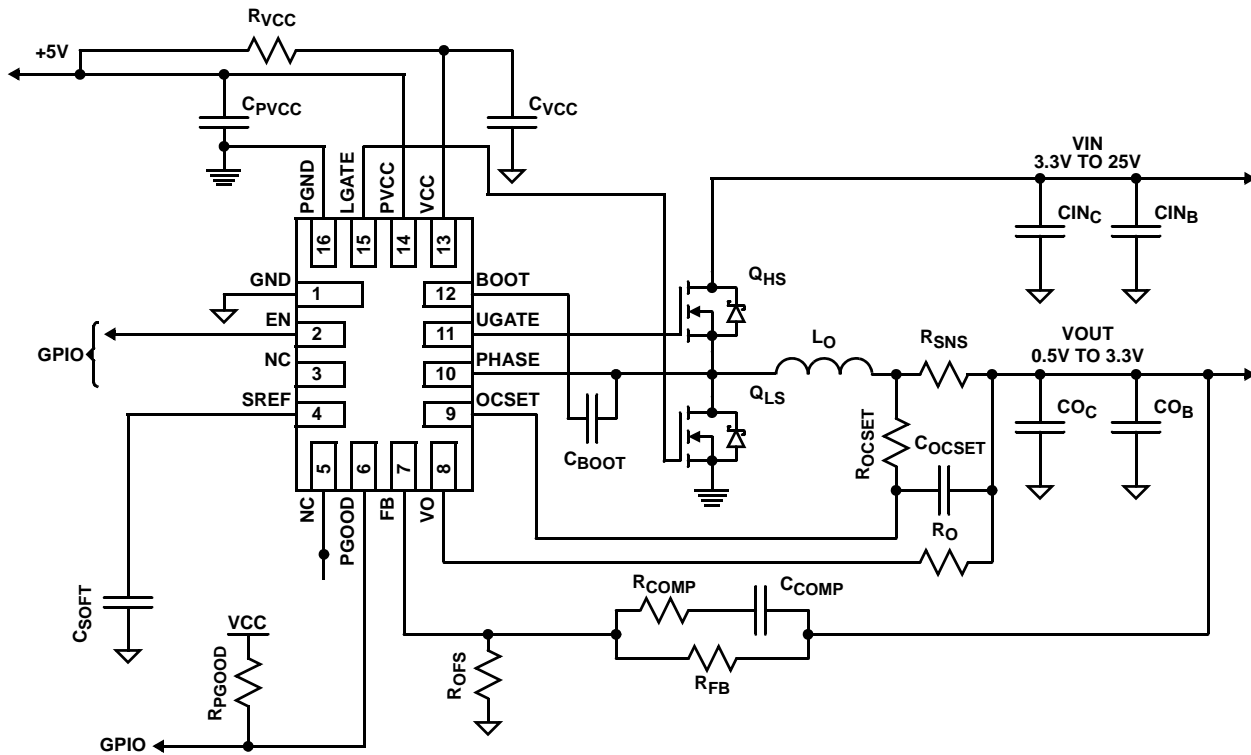 RVCC
+5V
CPVCC
CVCC
VIN
3.3V TO 25V
PGND
LGATE
PVCC
VCC
CINC
CINB
16
15
14
13
GND
1
12
BOOT
QHS
EN
2
11
UGATE
GPIO
NC
3
10
PHASE
LO
RSNS
VOUT
0.5V TO 3.3V
SREF
4
9
OCSET
QLS
COC
COB
5
6
7
8
CBOOT
ROCSET
COCSET
NC
PGOOD
FB
VO
RO
CSOFT
RCOMP
CCOMP
VCC
RPGOOD
ROFS
RFB
GPIO